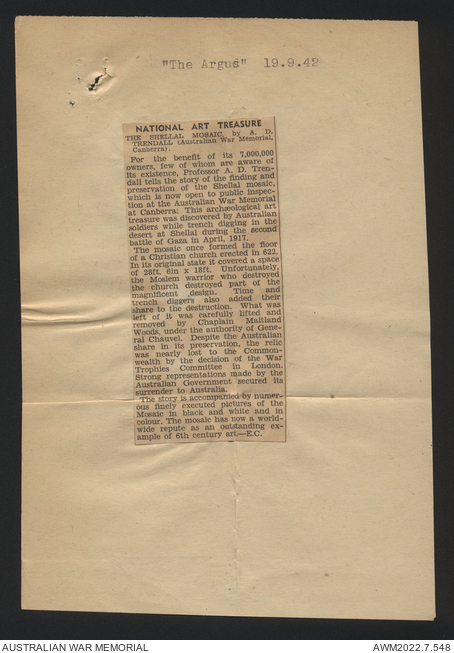 "The Argus" 19.9.42
NATIONAL ART TREASURE
THE SHELLAL MOSAIC, by A. D.
TRENDALL (Australian War Memorial,
Canberra).
For the benefit of its 7,000,000
owners, few of whom are aware of
its existence, Professor A. D. Tren-
dall tells the story of the finding and
preservation of the Shellal mosaic,
which is now open to public inspec-
tion at the Australian War Memorial
at Canberra: This archæological art
treasure was discovered by Australian
soldiers while trench digging in the
desert at Shellal during the second
battle of Gaza in April, 1917.
The mosaic once formed the floor
of a Christian church erected in 622.
In its original state it covered a space
of 28ft. 6in x 18ft. Unfortunately,
the Moslem warrior who destroyed
the church destroyed part of the
magnificent design. Time and
trench diggers also added their
share to the destruction. What was
left of it was carefully lifted and
removed by Chaplain Maitland
Woods, under the authority of Gene-
ral Chauvel. Despite the Australian
share in its preservation, the relic
was nearly lost to the Common-
wealth by the decision of the War
Trophies Committee in London.
Strong representations made by the
Australian Government secured its
surrender to Australia.
The story is accompanied by numer-
ous finely executed pictures of the
Mosaic in black and white and in
colour. The mosaic has now a world-
wide repute as an outstanding ex-
ample of 6th century art.—E.C.
AUSTRALIAN WAR MEMORIAL
AWM2022.7.548